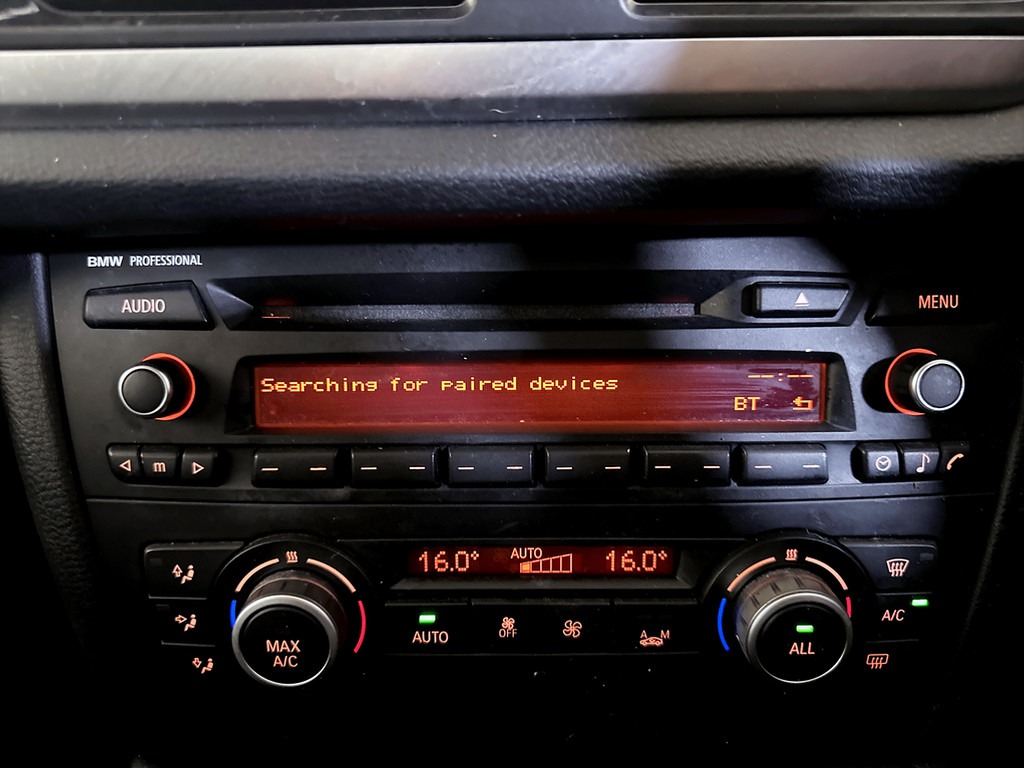 BMW PROFESSIONAL
AUDIO
MENU
Searching for paired devices
--:--
BT
m
16.0°
AUTO
16.0°
MAX
A/C
AUTO
OFF
A M
ALL
A/C